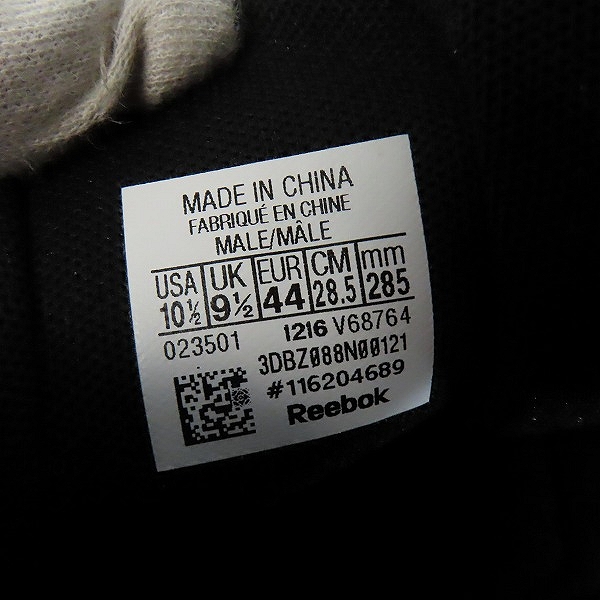 MADE IN CHINA
FABRIQUÉ EN CHINE
MALE/MÂLE
USA UK EUR CM mm
10½ 9½ 44 28.5 285
023501 1216 V68764
3DBZ088N00121
#116204689
Reebok